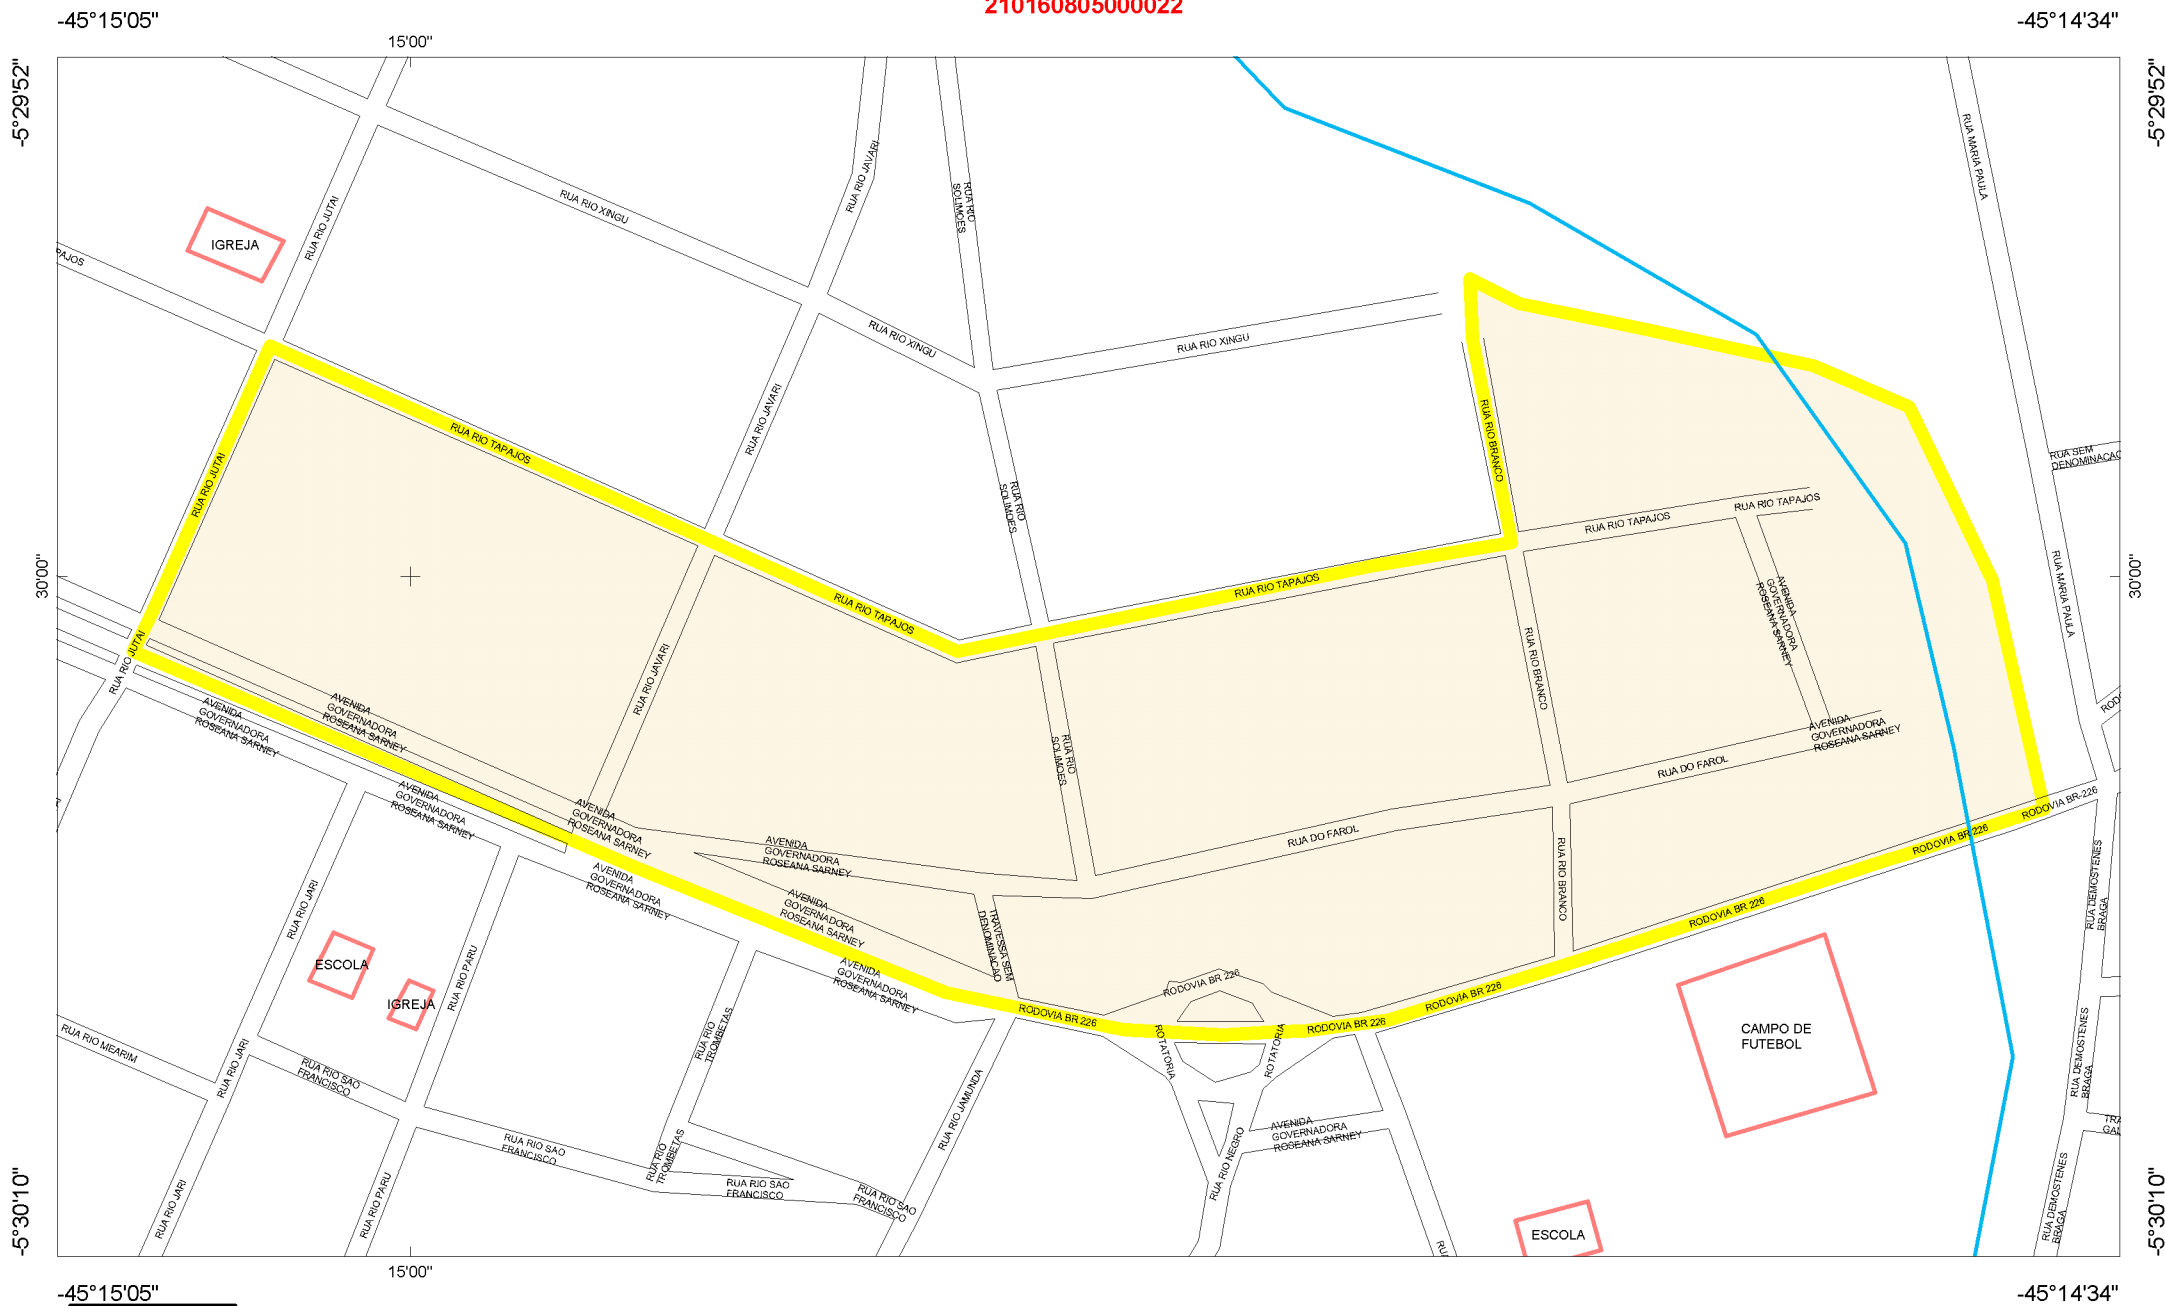 210160805000022
-45°15'05"
-45°14'34"
15'00"
-5°29'52"
-5°29'52"
RUA RIO JUTAI
RUA RIO XINGU
RUA RIO JAVARI
RUA RIO
SOLIMOES
RUA MARIA PAULA
IGREJA
PAJOS
RUA RIO XINGU
RUA RIO XINGU
RUA RIO JAVARI
RUA RIO TAPAJOS
RUA RIO JUTAI
RUA RIO BRANCO
RUA SEM
DENOMINACAO
RUA RIO
SOLIMOES
RUA RIO TAPAJOS
RUA RIO TAPAJOS
30'00"
30'00"
RUA RIO TAPAJOS
RUA RIO TAPAJOS
AVENIDA
GOVERNADORA
ROSEANA SARNEY
RUA MARIA PAULA
RUA RIO JUTAI
RUA RIO JAVARI
RUA RIO BRANCO
AVENIDA
GOVERNADORA
ROSEANA SARNEY
AVENIDA
GOVERNADORA
ROSEANA SARNEY
RUA RIO
SOLIMOES
AVENIDA
GOVERNADORA
ROSEANA SARNEY
RUA DO FAROL
RODO
AVENIDA
GOVERNADORA
ROSEANA SARNEY
AVENIDA
GOVERNADORA
ROSEANA SARNEY
RODOVIA BR-226
RODOVIA BR 226
RUA DO FAROL
AVENIDA
GOVERNADORA
ROSEANA SARNEY
AVENIDA
GOVERNADORA
ROSEANA SARNEY
AVENIDA
GOVERNADORA
ROSEANA SARNEY
RUA RIO BRANCO
RODOVIA BR 226
RUA DEMOSTENES
BRAGA
TRAVESSA SEM
DENOMINACAO
AVENIDA
GOVERNADORA
ROSEANA SARNEY
RUA RIO JARI
ESCOLA
IGREJA
RUA RIO PARU
RODOVIA BR 226
RODOVIA BR 226
RODOVIA BR 226
RODOVIA BR 226
ROTATORIA
ROTATORIA
CAMPO DE
FUTEBOL
RUA RIO MEARIM
RUA RIO JARI
RUA RIO SAO
FRANCISCO
RUA RIO
TROMBETAS
RUA RIO JAMUNDA
RUA DEMOSTENES
BRAGA
RUA RIO SAO
FRANCISCO
RUA RIO
TROMBETAS
AVENIDA
GOVERNADORA
ROSEANA SARNEY
TRA
GAL
RUA RIO NEGRO
RUA RIO SAO
FRANCISCO
RUA RIO SAO
FRANCISCO
RUA RIO JARI
RUA RIO PARU
ESCOLA
RUA DEMOSTENES
BRAGA
RU
-5°30'10"
-5°30'10"
15'00"
-45°15'05"
-45°14'34"